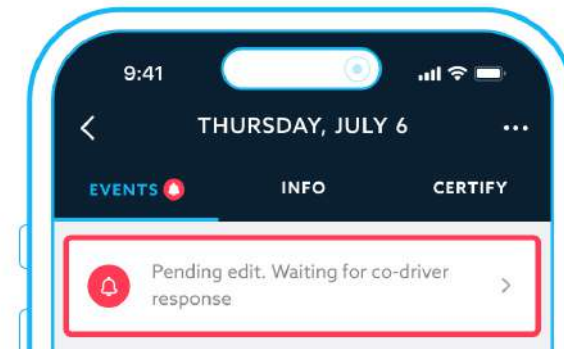 9:41
THURSDAY, JULY 6
EVENTS
INFO
CERTIFY
Pending edit. Waiting for co-driver
response